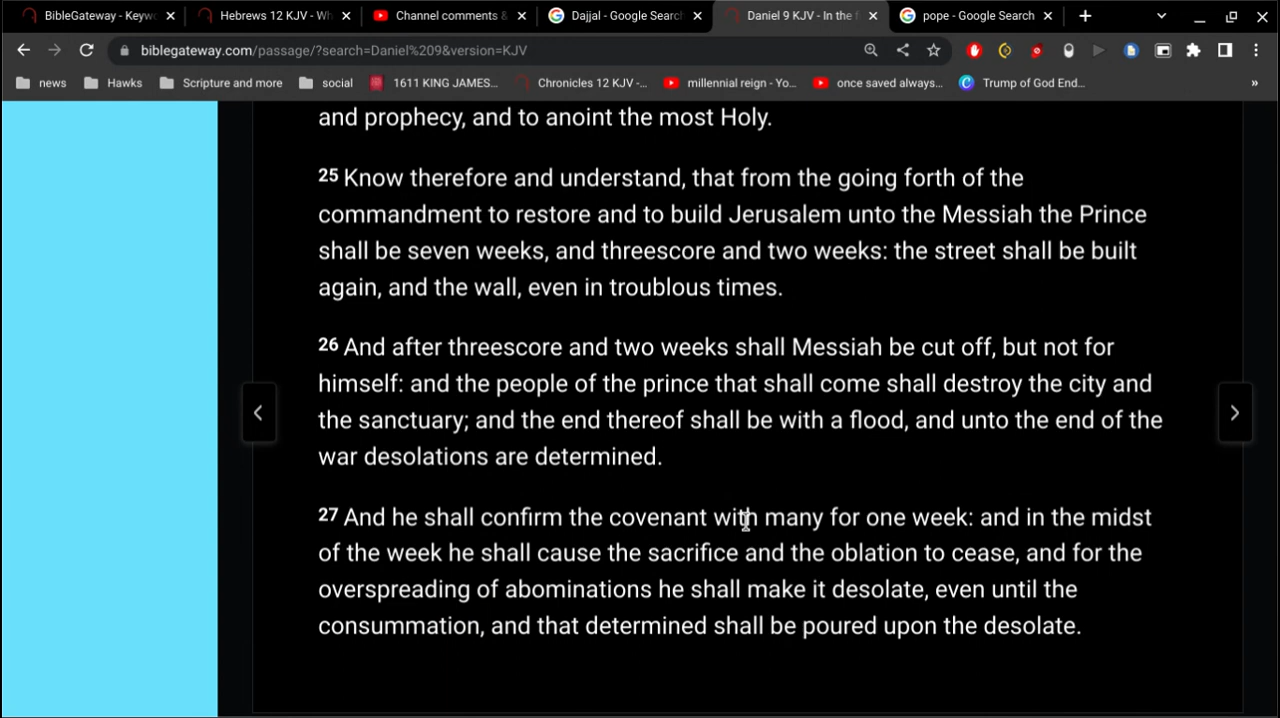 BibleGateway - Keyw
Hebrews 12 KJV - Wh
Channel comments &
Dajjal - Google Searc
Daniel 9 KJV - In the f
pope - Google Search
biblegateway.com/passage/?search=Daniel%209&version=KJV
news
Hawks
Scripture and more
social
1611 KING JAMES...
Chronicles 12 KJV -...
millennial reign - Yo...
once saved always...
Trump of God End...
and prophecy, and to anoint the most Holy.
25 Know therefore and understand, that from the going forth of the
commandment to restore and to build Jerusalem unto the Messiah the Prince
shall be seven weeks, and threescore and two weeks: the street shall be built
again, and the wall, even in troublous times.
26 And after threescore and two weeks shall Messiah be cut off, but not for
himself: and the people of the prince that shall come shall destroy the city and
the sanctuary; and the end thereof shall be with a flood, and unto the end of the
war desolations are determined.
27 And he shall confirm the covenant with many for one week: and in the midst
of the week he shall cause the sacrifice and the oblation to cease, and for the
overspreading of abominations he shall make it desolate, even until the
consummation, and that determined shall be poured upon the desolate.